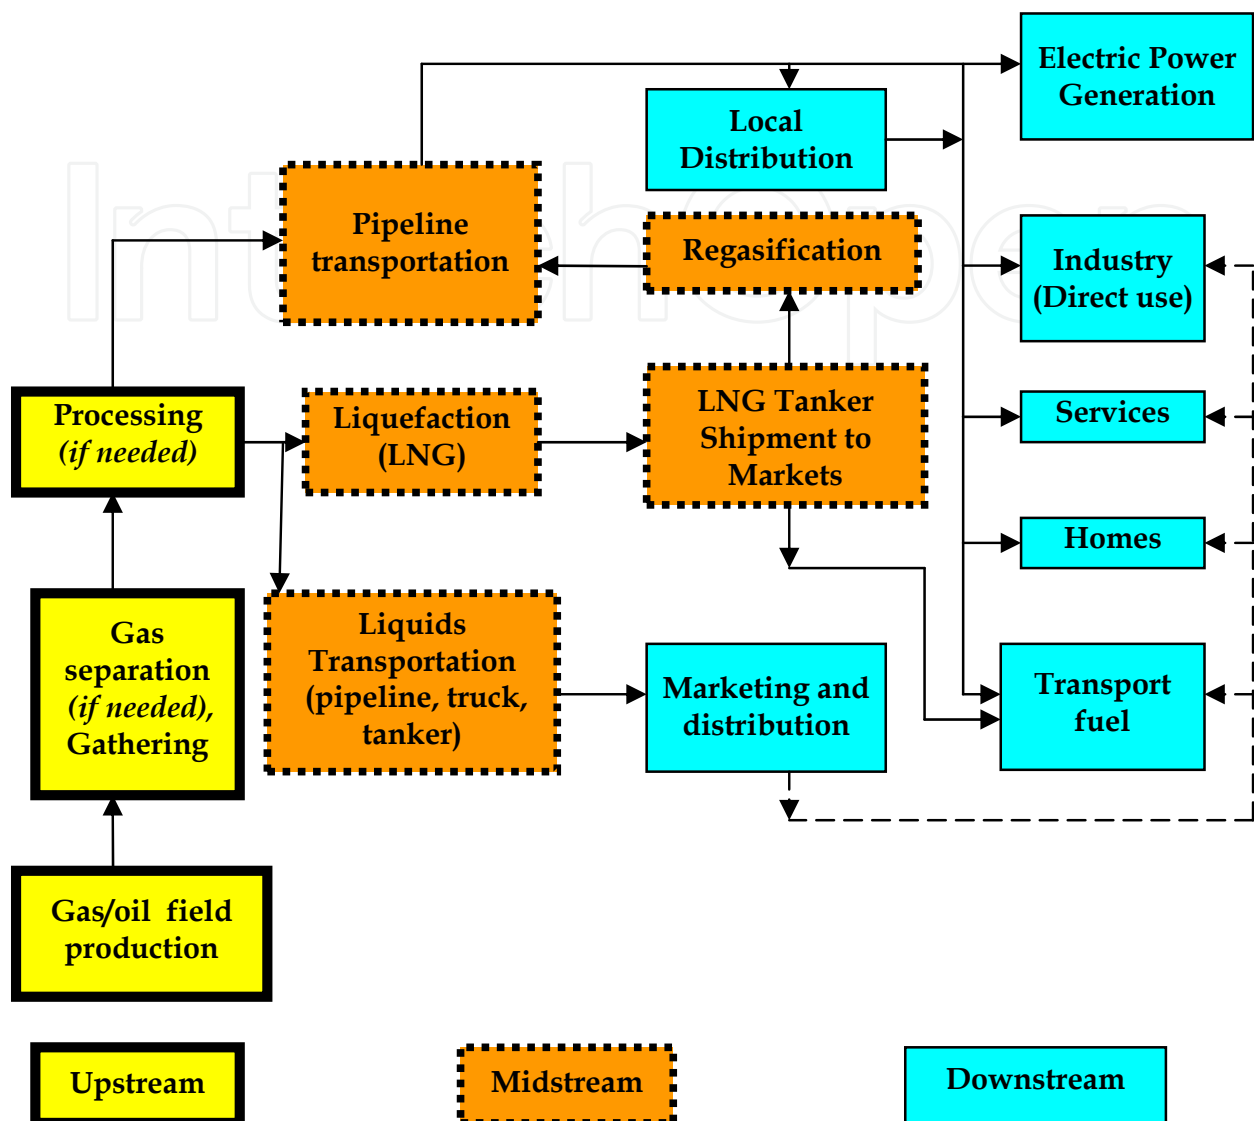 Electric Power
Generation
Local
Distribution
Pipeline
transportation
Regasification
Industry
(Direct use)
Processing
(if needed)
Liquefaction
(LNG)
LNG Tanker
Shipment to
Markets
Services
Homes
Gas
separation
(if needed),
Gathering
Liquids
Transportation
(pipeline, truck,
tanker)
Marketing and
distribution
Transport
fuel
Gas/oil field
production
Upstream
Midstream
Downstream
IntechOpen